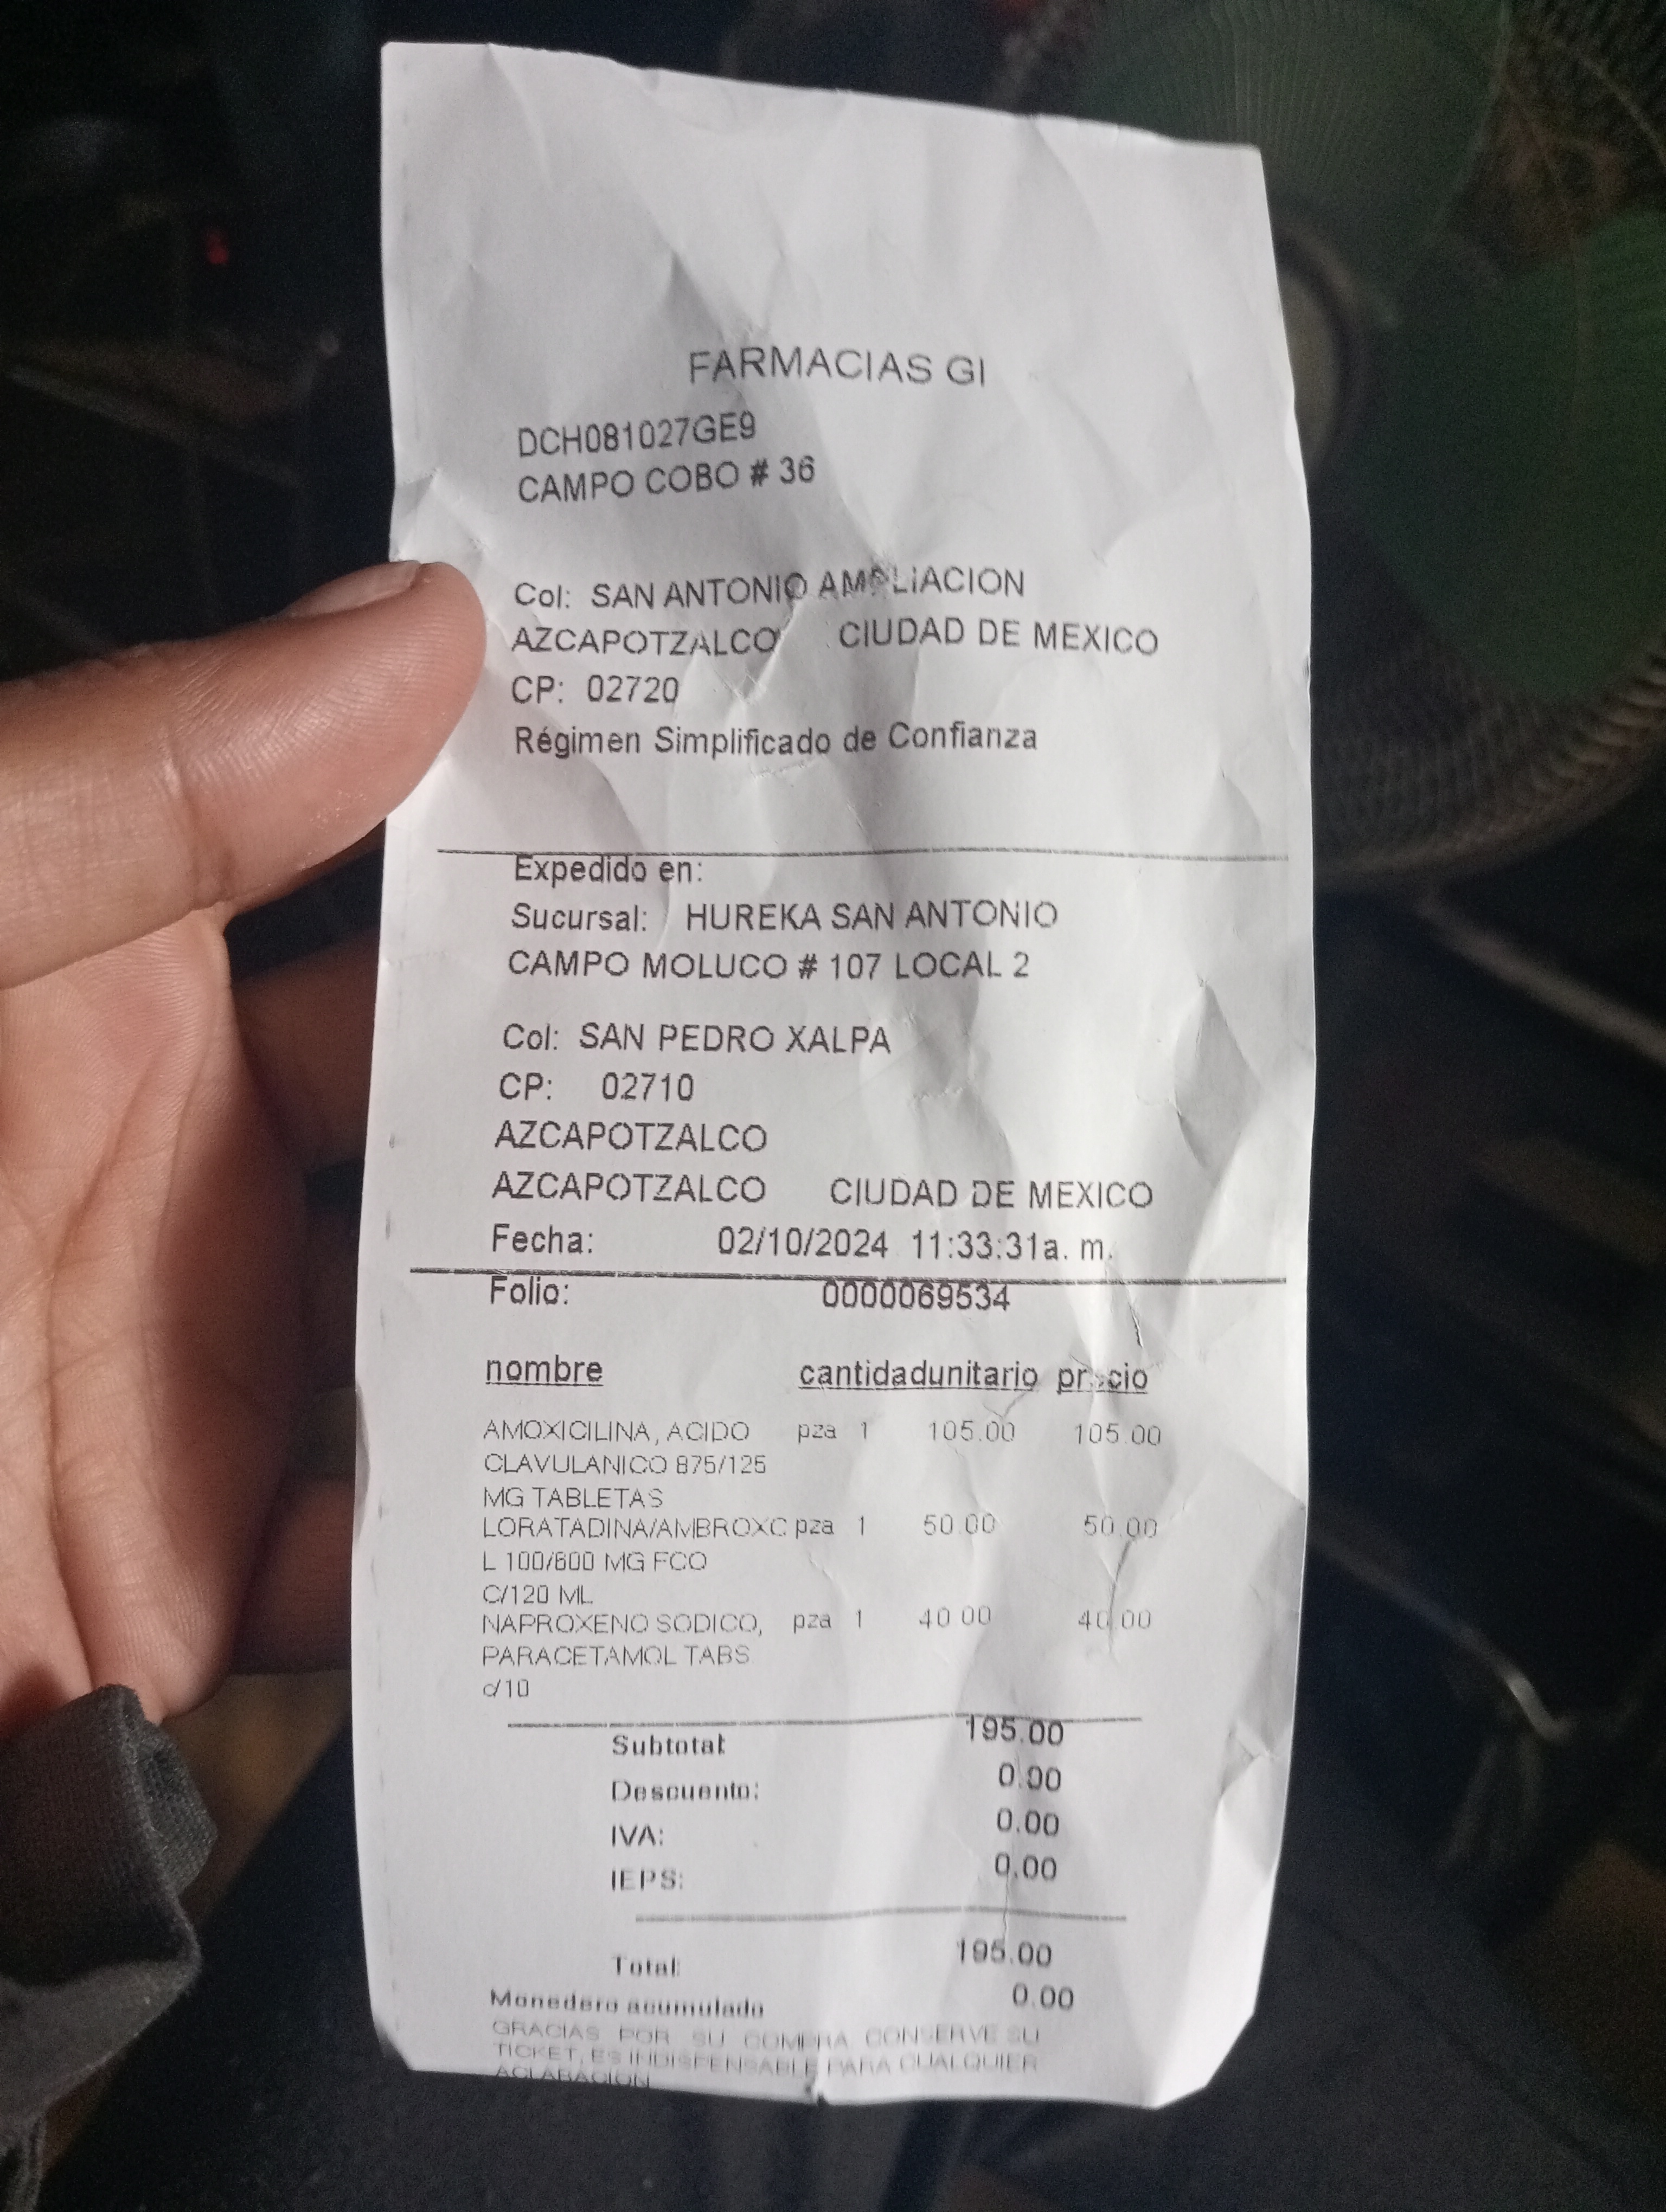 FARMACIAS GI
DCH081027GE9
CAMPO COBO # 36
Col: SAN ANTONIO AMPLIACION
AZCAPOTZALCO CIUDAD DE MEXICO
CP: 02720
Régimen Simplificado de Confianza
Expedido en:
Sucursal: HUREKA SAN ANTONIO
CAMPO MOLUCO # 107 LOCAL 2
Col: SAN PEDRO XALPA
CP: 02710
AZCAPOTZALCO
AZCAPOTZALCO CIUDAD DE MEXICO
Fecha: 02/10/2024 11:33:31a. m.
Folio: 0000069534
nombre cantidadunitario precio
AMOXICILINA, ACIDO pza 1 105.00 105.00
CLAVULANICO 875/125
MG TABLETAS
LORATADINA/AMBROXO pza 1 50.00 50.00
L 100/600 MG FCO
C/120 ML
NAPROXENO SODICO, pza 1 40.00 40.00
PARACETAMOL TABS
c/10
Subtotal: 195.00
Descuento: 0.00
IVA: 0.00
IEPS: 0.00
Total: 195.00
Monedero acumulado 0.00
GRACIAS POR SU COMPRA CONSERVE SU
TICKET, ES INDISPENSABLE PARA CUALQUIER
ACLARACION